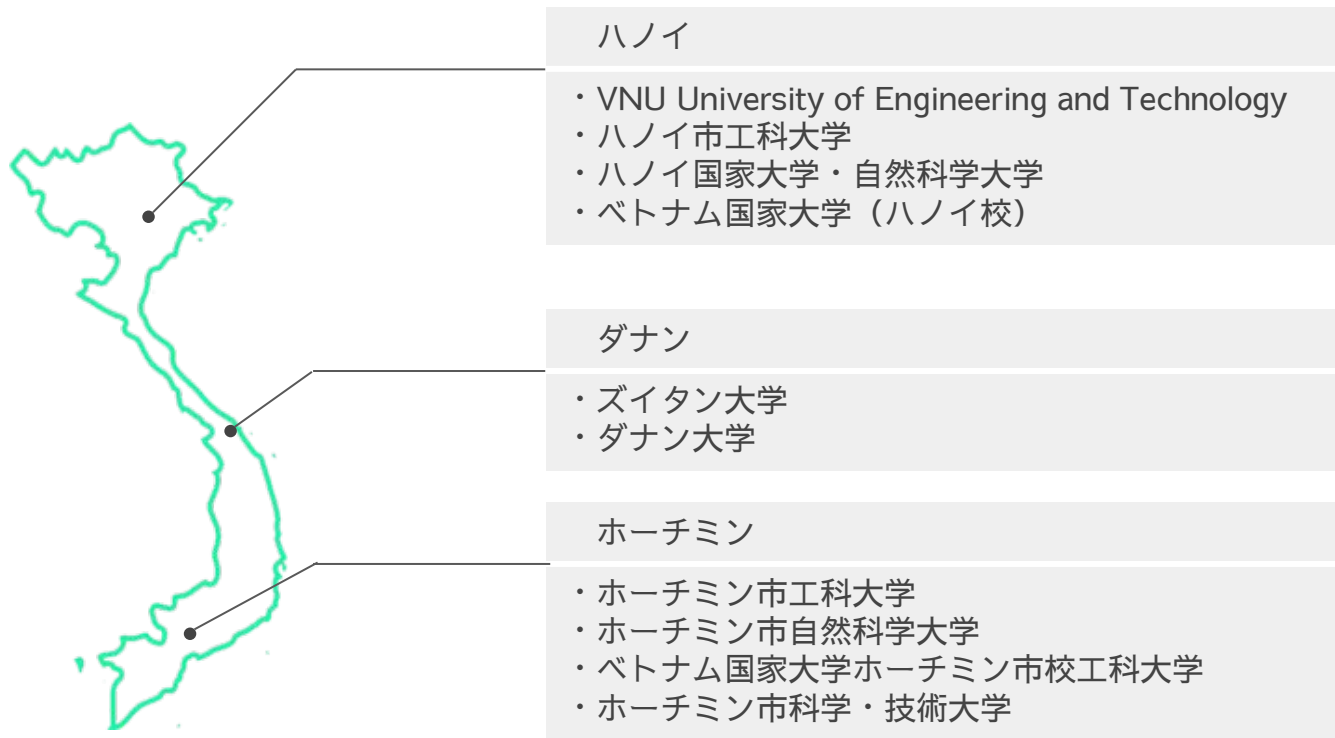 ハノイ
・VNU University of Engineering and Technology
・ハノイ市工科大学
・ハノイ国家大学・自然科学大学
・ベトナム国家大学（ハノイ校）
ダナン
・ズイタン大学
・ダナン大学
ホーチミン
・ホーチミン市工科大学
・ホーチミン市自然科学大学
・ベトナム国家大学ホーチミン市校工科大学
・ホーチミン市科学・技術大学